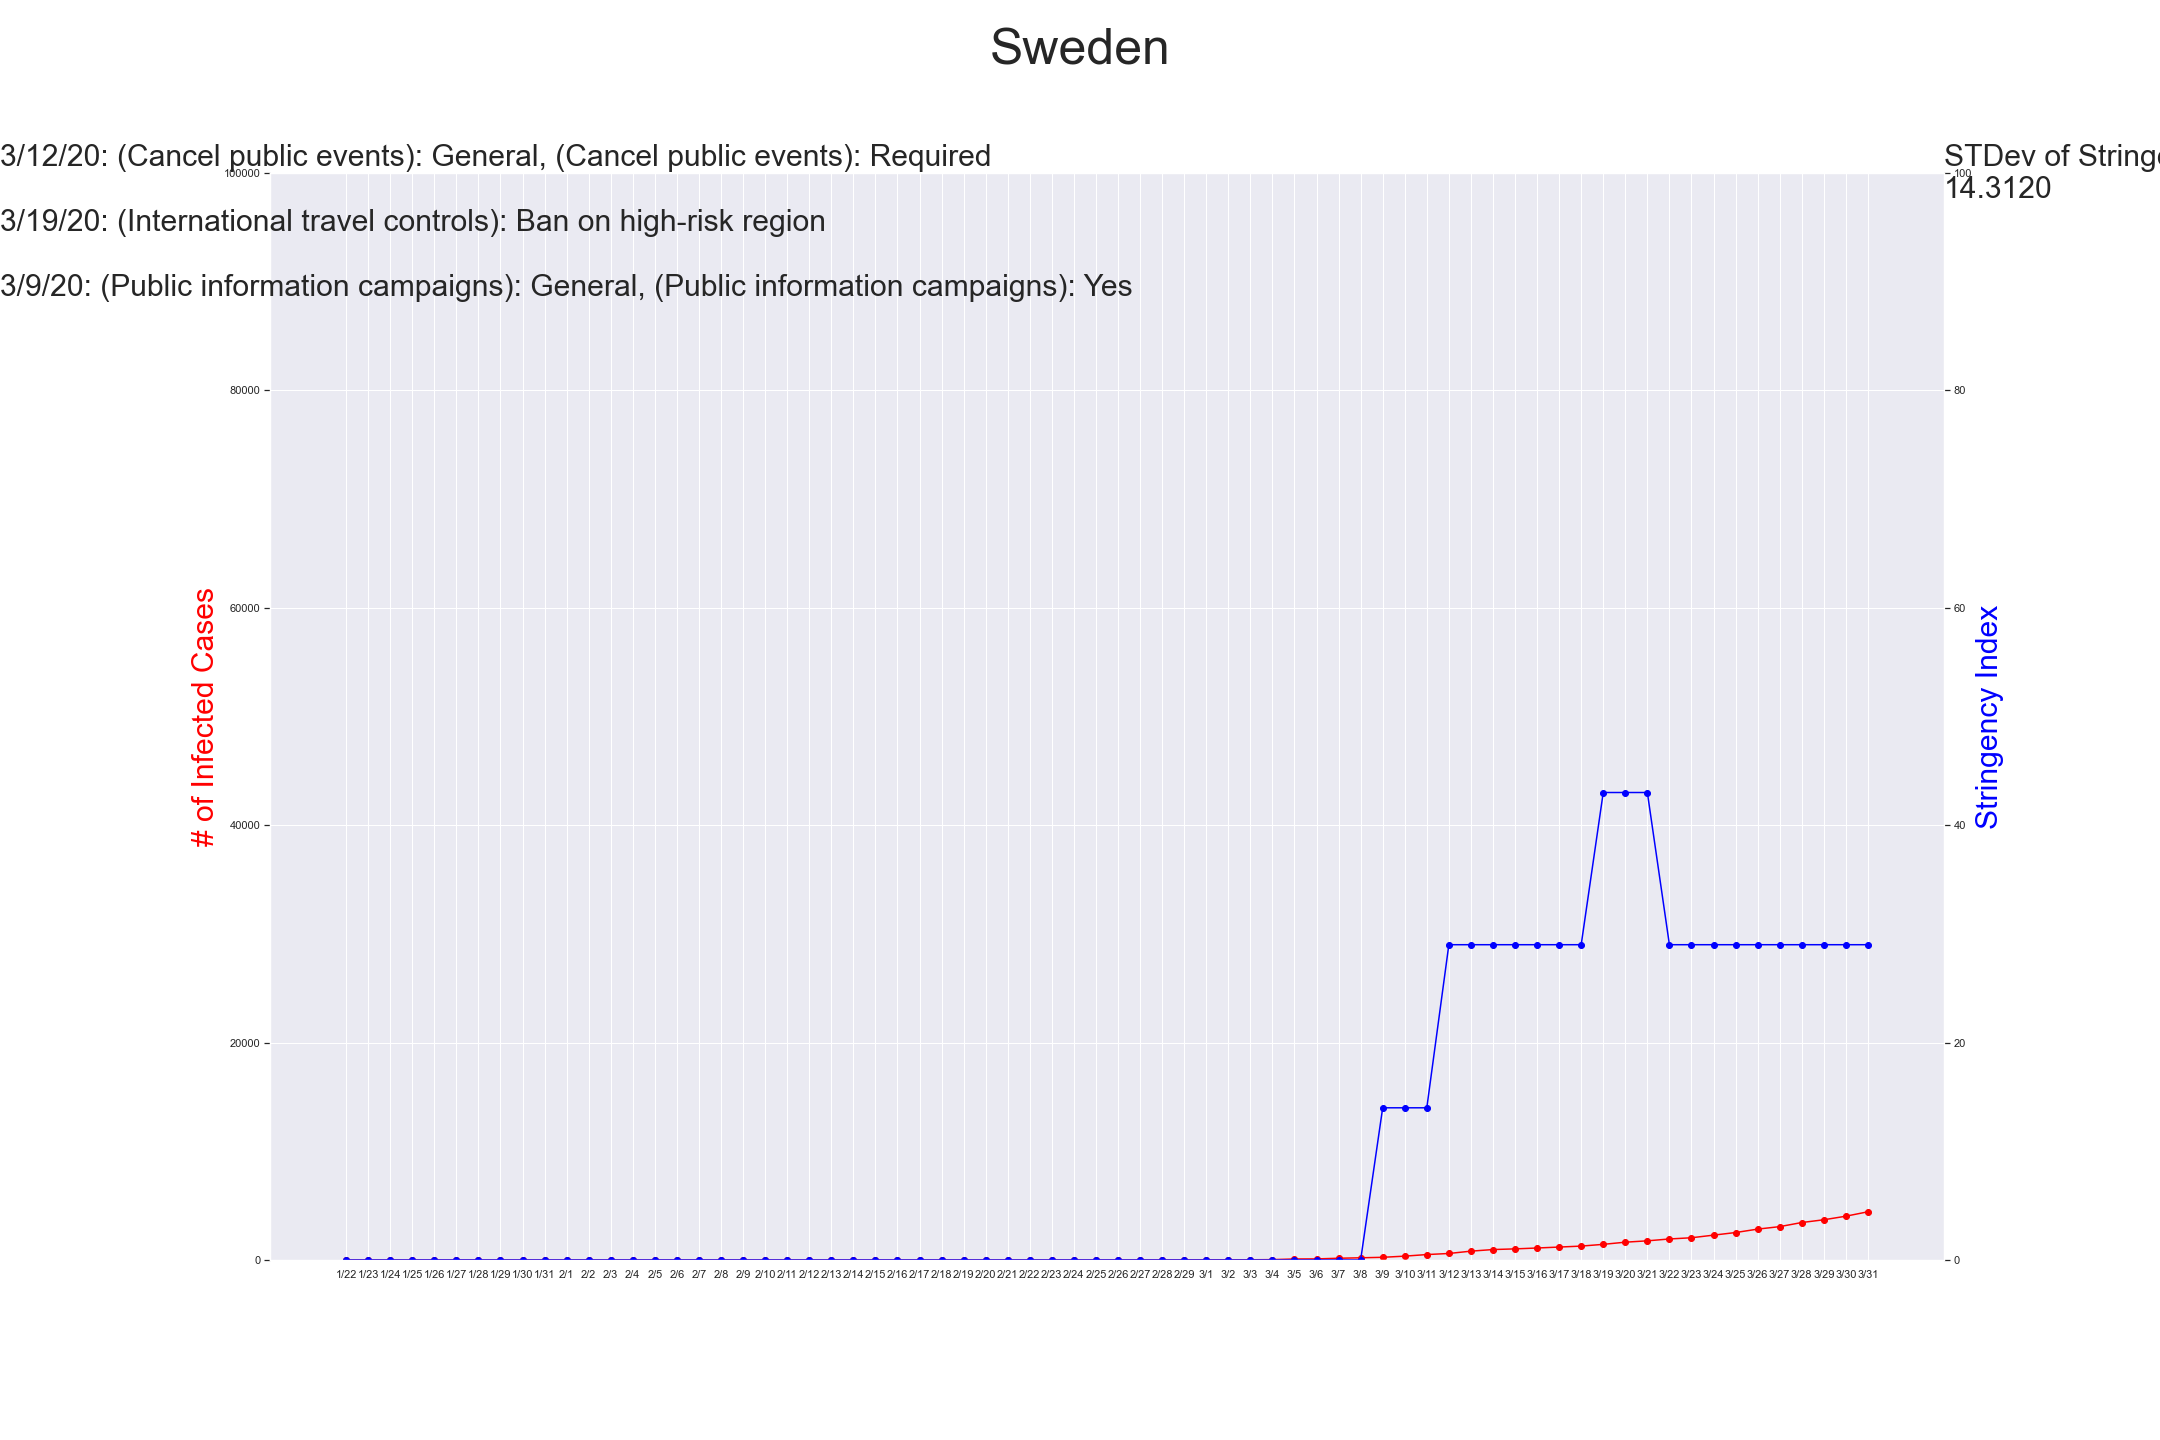 Sweden
3/12/20: (Cancel public events): General, (Cancel public events): Required
STDev of Stringe
14.3120
3/19/20: (International travel controls): Ban on high-risk region
3/9/20: (Public information campaigns): General, (Public information campaigns): Yes
100000
80000
60000
40000
20000
0
# of Infected Cases
100
80
60
40
20
0
Stringency Index
1/22 1/23 1/24 1/25 1/26 1/27 1/28 1/29 1/30 1/31 2/1 2/2 2/3 2/4 2/5 2/6 2/7 2/8 2/9 2/10 2/11 2/12 2/13 2/14 2/15 2/16 2/17 2/18 2/19 2/20 2/21 2/22 2/23 2/24 2/25 2/26 2/27 2/28 2/29 3/1 3/2 3/3 3/4 3/5 3/6 3/7 3/8 3/9 3/10 3/11 3/12 3/13 3/14 3/15 3/16 3/17 3/18 3/19 3/20 3/21 3/22 3/23 3/24 3/25 3/26 3/27 3/28 3/29 3/30 3/31